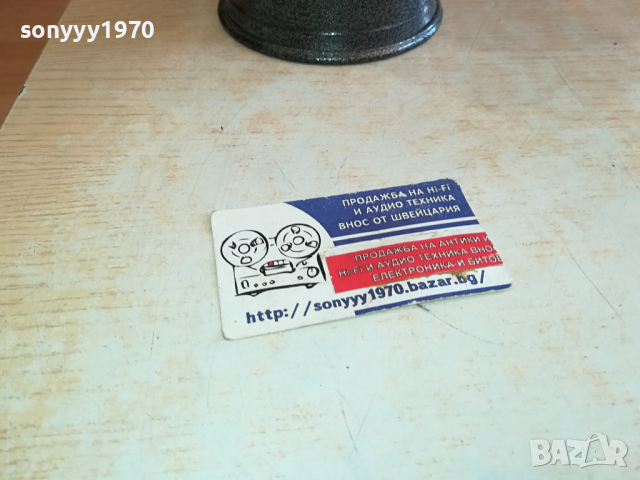 sonyyy1970
ПРОДАЖБА НА Hi-Fi
И АУДИО ТЕХНИКА
ВНОС ОТ ШВЕЙЦАРИЯ
ПРОДАЖБА НА АНТИКИ И
HI-FI И АУДИО ТЕХНИКА ВНО
ЕЛЕКТРОНИКА И БИТОВ
http://sonyyy1970.bazar.bg/
BAZAR